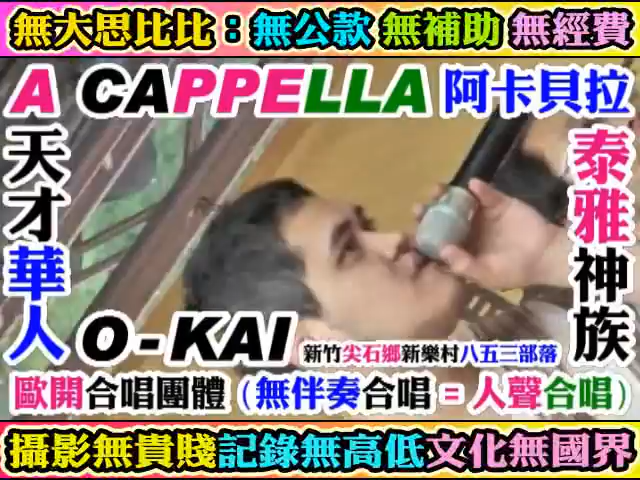 無大思比比：無公款 無補助 無經費
A CAPPELLA 阿卡貝拉
天才華人
泰雅神族
O-KAI 新竹尖石鄉新樂村八五三部落
歐開合唱團體（無伴奏合唱 = 人聲合唱）
攝影無貴賤記錄無高低文化無國界